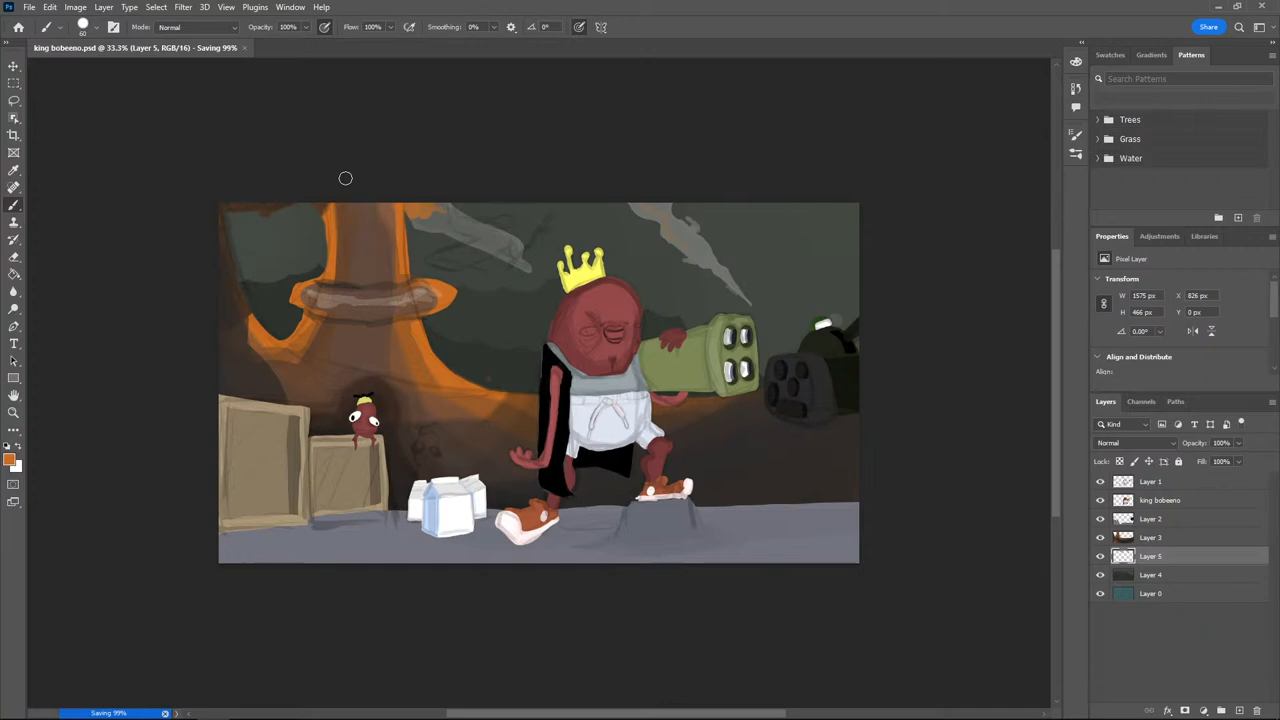 Ps File Edit Image Layer Type Select Filter 3D View Plugins Window Help
60 Mode: Normal Opacity: 100% Flow: 100% Smoothing: 0% 0° Share
king bobeeno.psd @ 33.3% (Layer 5, RGB/16) - Saving 99% ×
Swatches Gradients Patterns
Search Patterns
Trees
Grass
Water
Properties Adjustments Libraries
Pixel Layer
Transform
W 1575 px X 826 px
H 466 px Y 0 px
0.00°
Align and Distribute
Align:
Layers Channels Paths
Kind
Normal Opacity: 100%
Lock: Fill: 100%
Layer 1
king bobeeno
Layer 2
Layer 3
Layer 5
Layer 4
Layer 0
Saving 99%